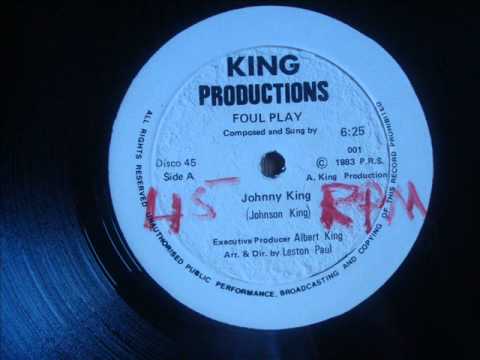 KING
PRODUCTIONS
FOUL PLAY
Composed and Sung by
6:25
001
Disco 45
© 1983 P.R.S.
Side A
A. King Production
Johnny King
(Johnson King)
45 RPM
Executive Producer Albert King
Arr. & Dir. by Leston Paul
ALL RIGHTS RESERVED UNAUTHORISED PUBLIC PERFORMANCE, BROADCASTING AND COPYING OF THIS RECORD PROHIBITED